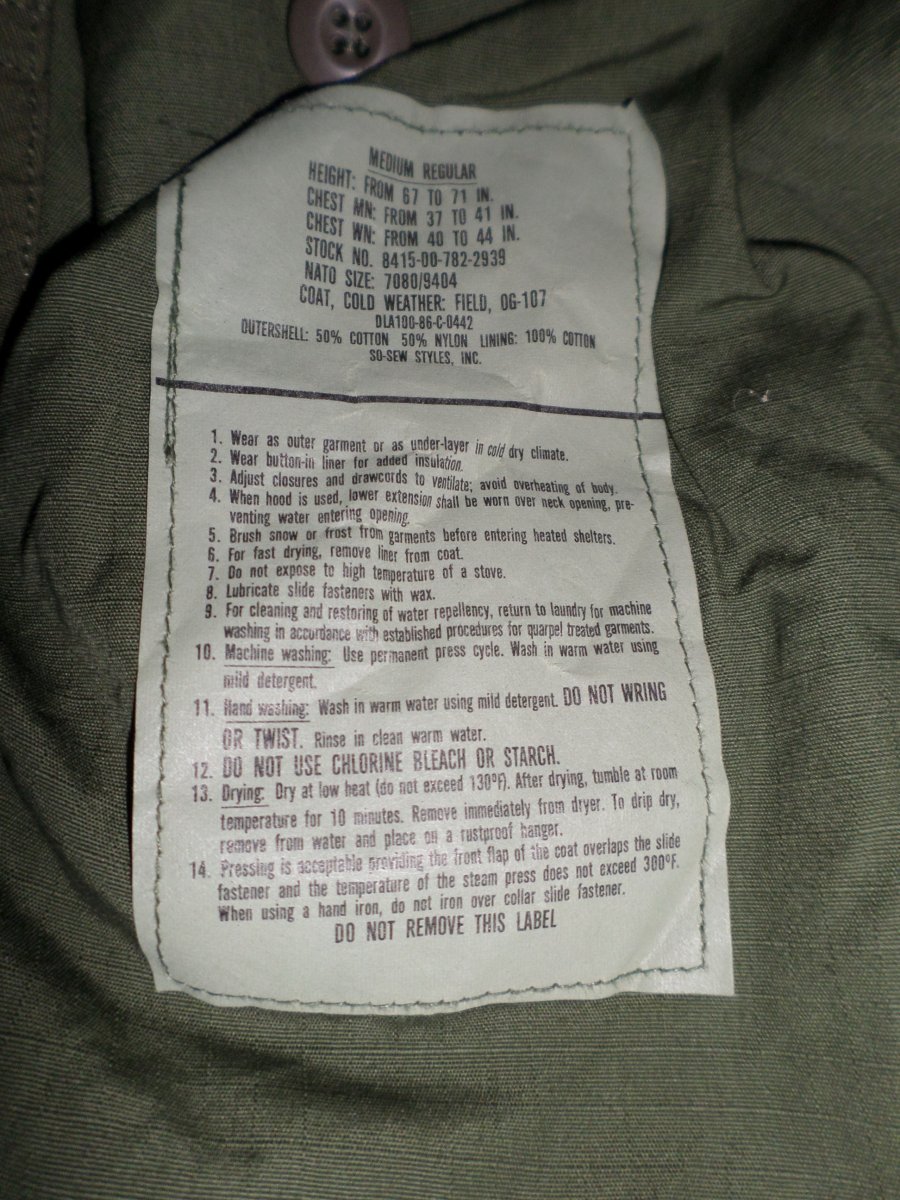 MEDIUM REGULAR
HEIGHT: FROM 67 TO 71 IN.
CHEST MN: FROM 37 TO 41 IN.
CHEST WN: FROM 40 TO 44 IN.
STOCK NO. 8415-00-782-2939
NATO SIZE: 7080/9404
COAT, COLD WEATHER: FIELD, OG-107
DLA100-86-C-0442
OUTERSHELL: 50% COTTON 50% NYLON LINING: 100% COTTON
SO-SEW STYLES, INC.
1. Wear as outer garment or as under-layer in cold dry climate.
2. Wear button-in liner for added insulation.
3. Adjust closures and drawcords to ventilate; avoid overheating of body.
4. When hood is used, lower extension shall be worn over neck opening, pre-
venting water entering opening.
5. Brush snow or frost from garments before entering heated shelters.
6. For fast drying, remove liner from coat.
7. Do not expose to high temperature of a stove.
8. Lubricate slide fasteners with wax.
9. For cleaning and restoring of water repellency, return to laundry for machine
washing in accordance with established procedures for quarpel treated garments.
10. Machine washing: Use permanent press cycle. Wash in warm water using
mild detergent.
11. Hand washing: Wash in warm water using mild detergent. DO NOT WRING
OR TWIST. Rinse in clean warm water.
12. DO NOT USE CHLORINE BLEACH OR STARCH.
13. Drying: Dry at low heat (do not exceed 130°F). After drying, tumble at room
temperature for 10 minutes. Remove immediately from dryer. To drip dry,
remove from water and place on a rustproof hanger.
14. Pressing is acceptable providing the front flap of the coat overlaps the slide
fastener and the temperature of the steam press does not exceed 300°F.
When using a hand iron, do not iron over collar slide fastener.
DO NOT REMOVE THIS LABEL